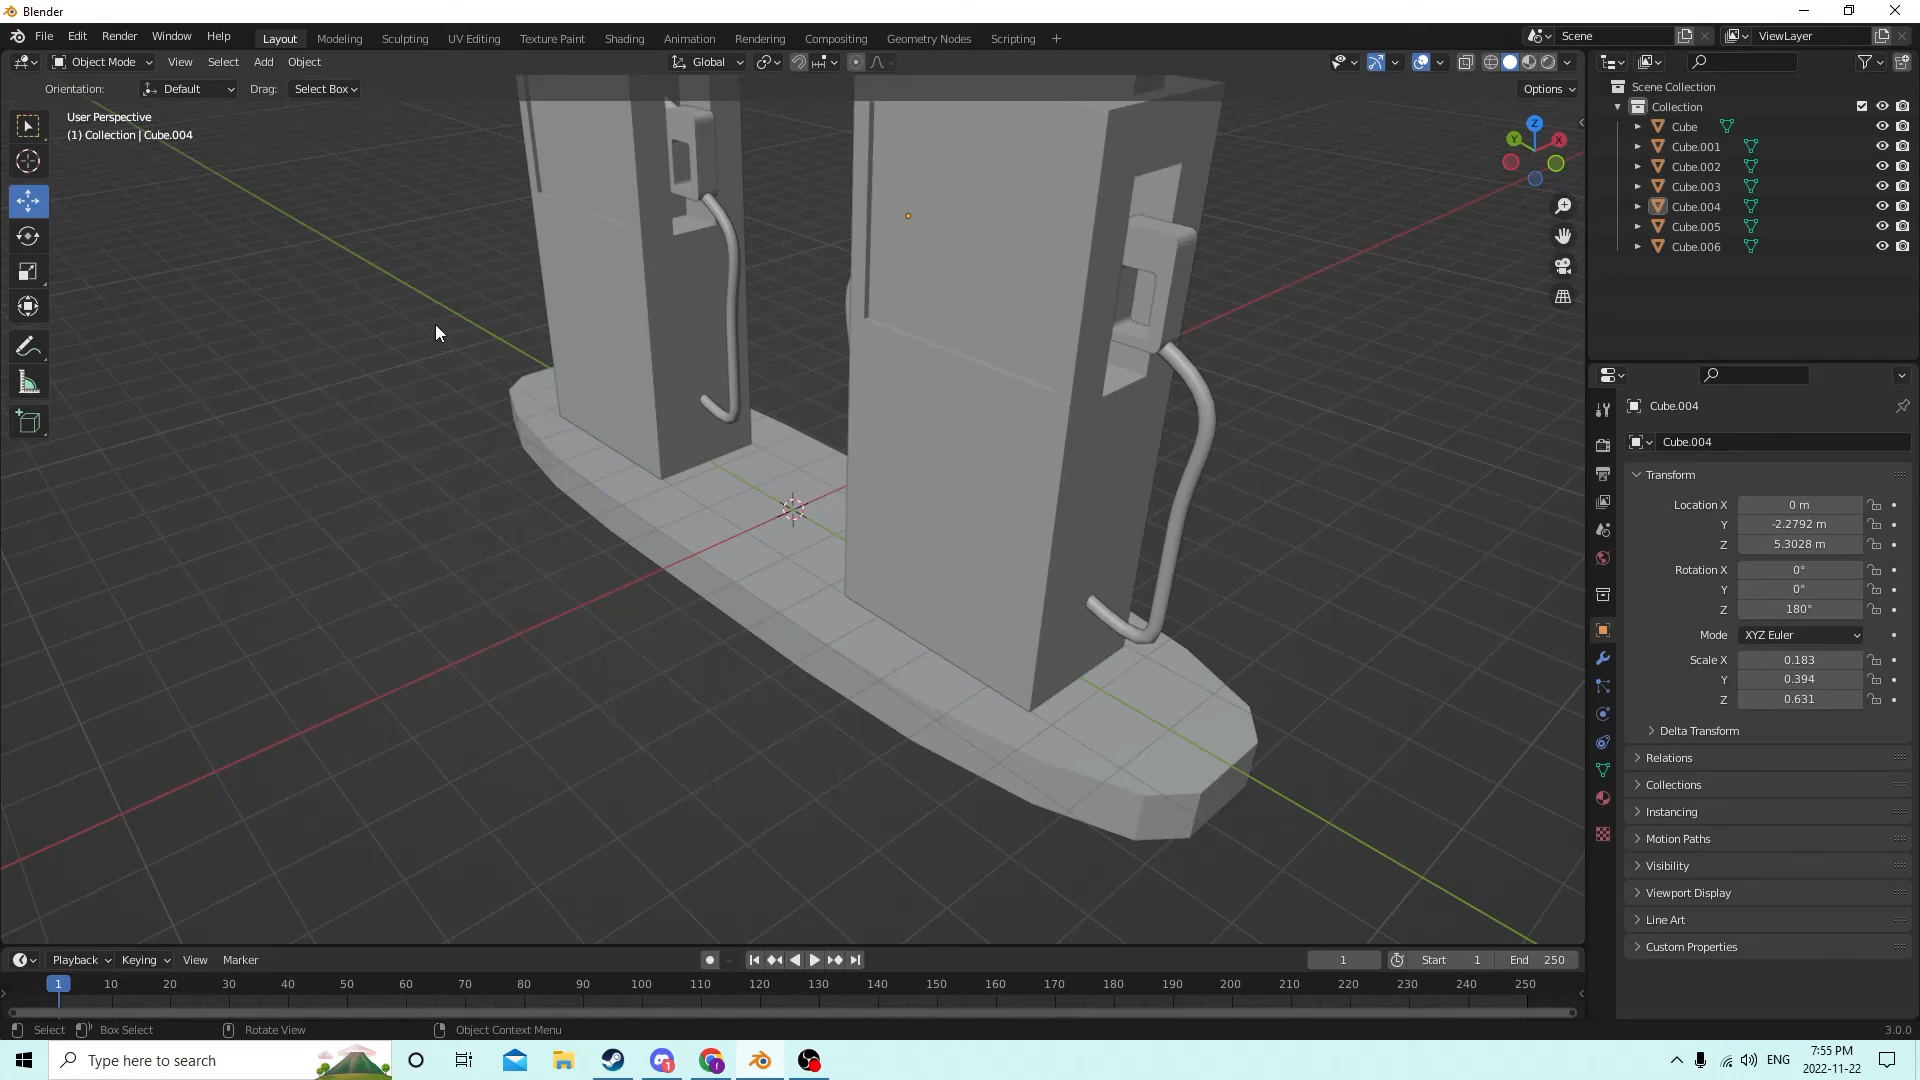 Blender
File Edit Render Window Help
Layout Modeling Sculpting UV Editing Texture Paint Shading Animation Rendering Compositing Geometry Nodes Scripting +
Scene
ViewLayer
Object Mode View Select Add Object
Global
Orientation: Default Drag: Select Box
Options
User Perspective
(1) Collection | Cube.004
Z
Y
X
Scene Collection
Collection
Cube
Cube.001
Cube.002
Cube.003
Cube.004
Cube.005
Cube.006
Cube.004
Cube.004
Transform
Location X 0 m
Y -2.2792 m
Z 5.3028 m
Rotation X 0°
Y 0°
Z 180°
Mode XYZ Euler
Scale X 0.183
Y 0.394
Z 0.631
Delta Transform
Relations
Collections
Instancing
Motion Paths
Visibility
Viewport Display
Line Art
Custom Properties
Playback Keying View Marker
1 Start 1 End 250
1 10 20 30 40 50 60 70 80 90 100 110 120 130 140 150 160 170 180 190 200 210 220 230 240 250
Select Box Select Rotate View Object Context Menu
3.0.0
Type here to search
1
f
ENG
7:55 PM
2022-11-22